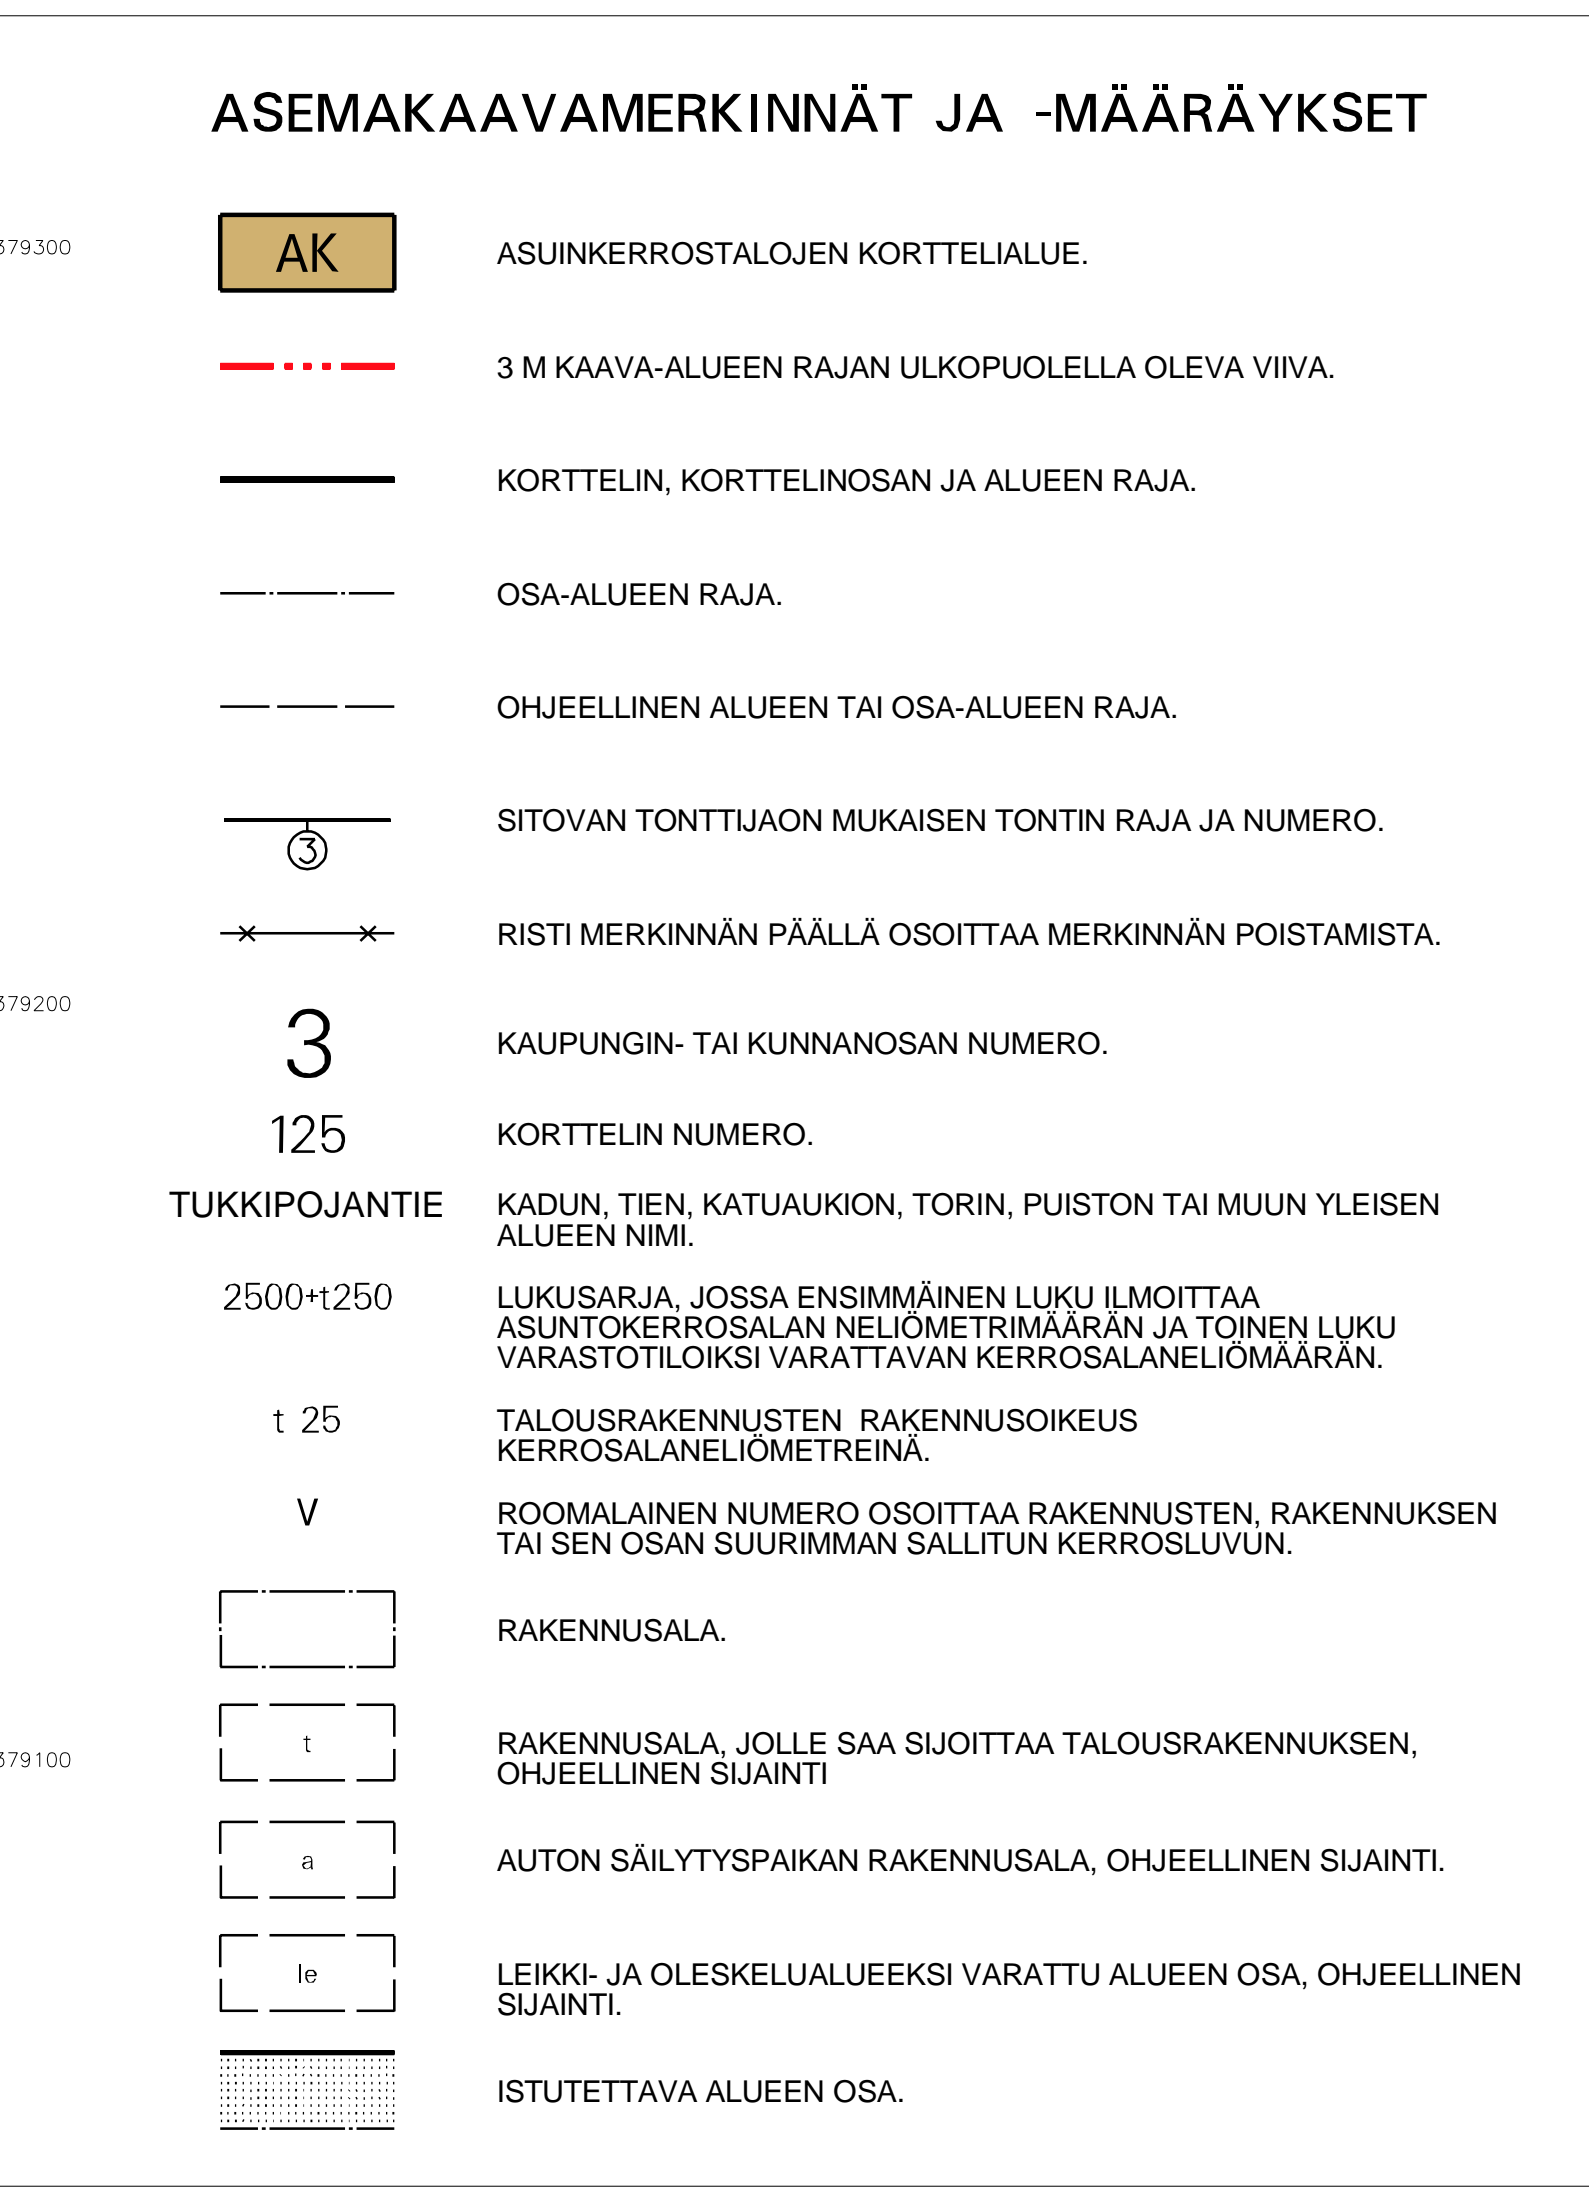 ASEMAKAAVAMERKINNÄT JA -MÄÄRÄYKSET
379300
AK
ASUINKERROSTALOJEN KORTTELIALUE.
3 M KAAVA-ALUEEN RAJAN ULKOPUOLELLA OLEVA VIIVA.
KORTTELIN, KORTTELINOSAN JA ALUEEN RAJA.
OSA-ALUEEN RAJA.
OHJEELLINEN ALUEEN TAI OSA-ALUEEN RAJA.
3
SITOVAN TONTTIJAON MUKAISEN TONTIN RAJA JA NUMERO.
RISTI MERKINNÄN PÄÄLLÄ OSOITTAA MERKINNÄN POISTAMISTA.
379200
3
KAUPUNGIN- TAI KUNNANOSAN NUMERO.
125
KORTTELIN NUMERO.
TUKKIPOJANTIE
KADUN, TIEN, KATUAUKION, TORIN, PUISTON TAI MUUN YLEISEN
ALUEEN NIMI.
2500+t250
LUKUSARJA, JOSSA ENSIMMÄINEN LUKU ILMOITTAA
ASUNTOKERROSALAN NELIÖMETRIMÄÄRÄN JA TOINEN LUKU
VARASTOTILOIKSI VARATTAVAN KERROSALANELIÖMÄÄRÄN.
t 25
TALOUSRAKENNUSTEN RAKENNUSOIKEUS
KERROSALANELIÖMETREINÄ.
V
ROOMALAINEN NUMERO OSOITTAA RAKENNUSTEN, RAKENNUKSEN
TAI SEN OSAN SUURIMMAN SALLITUN KERROSLUVUN.
RAKENNUSALA.
379100
t
RAKENNUSALA, JOLLE SAA SIJOITTAA TALOUSRAKENNUKSEN,
OHJEELLINEN SIJAINTI
a
AUTON SÄILYTYSPAIKAN RAKENNUSALA, OHJEELLINEN SIJAINTI.
le
LEIKKI- JA OLESKELUALUEEKSI VARATTU ALUEEN OSA, OHJEELLINEN
SIJAINTI.
ISTUTETTAVA ALUEEN OSA.